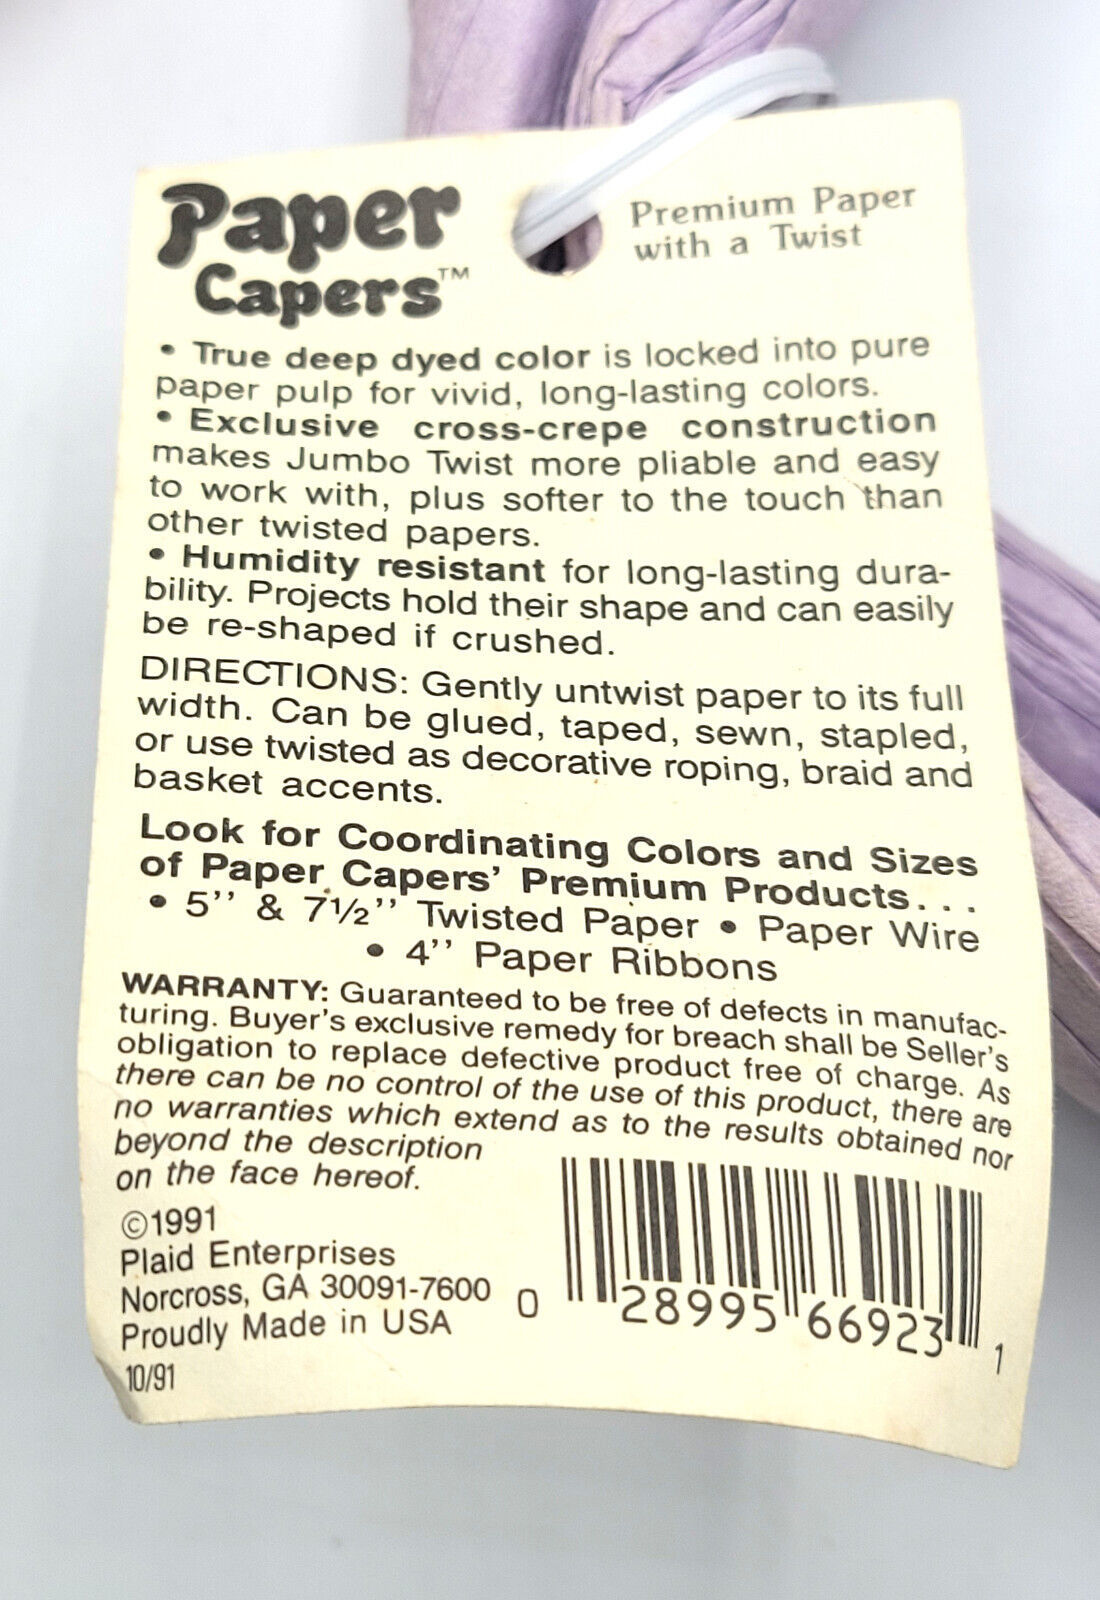 Paper
Capers™
Premium Paper
with a Twist
• True deep dyed color is locked into pure
paper pulp for vivid, long-lasting colors.
• Exclusive cross-crepe construction
makes Jumbo Twist more pliable and easy
to work with, plus softer to the touch than
other twisted papers.
• Humidity resistant for long-lasting dura-
bility. Projects hold their shape and can easily
be re-shaped if crushed.
DIRECTIONS: Gently untwist paper to its full
width. Can be glued, taped, sewn, stapled,
or use twisted as decorative roping, braid and
basket accents.
Look for Coordinating Colors and Sizes
of Paper Capers' Premium Products...
• 5'' & 7½'' Twisted Paper • Paper Wire
• 4'' Paper Ribbons
WARRANTY: Guaranteed to be free of defects in manufac-
turing. Buyer's exclusive remedy for breach shall be Seller's
obligation to replace defective product free of charge. As
there can be no control of the use of this product, there are
no warranties which extend as to the results obtained nor
beyond the description
on the face hereof.
©1991
Plaid Enterprises
Norcross, GA 30091-7600
Proudly Made in USA
10/91
0 28995 66923 1